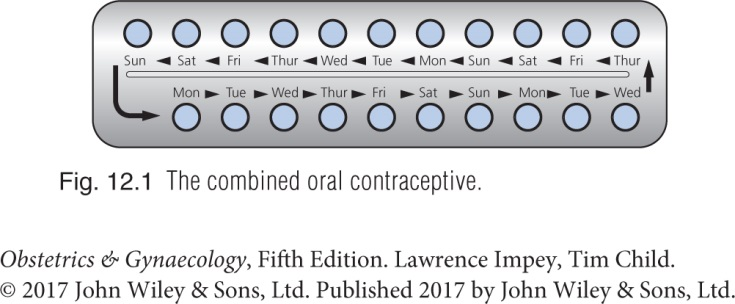 Sun Sat Fri Thur Wed Tue Mon Sun Sat Fri Thur
Mon Tue Wed Thur Fri Sat Sun Mon Tue Wed
Fig. 12.1 The combined oral contraceptive.
Obstetrics & Gynaecology, Fifth Edition. Lawrence Impey, Tim Child.
© 2017 John Wiley & Sons, Ltd. Published 2017 by John Wiley & Sons, Ltd.